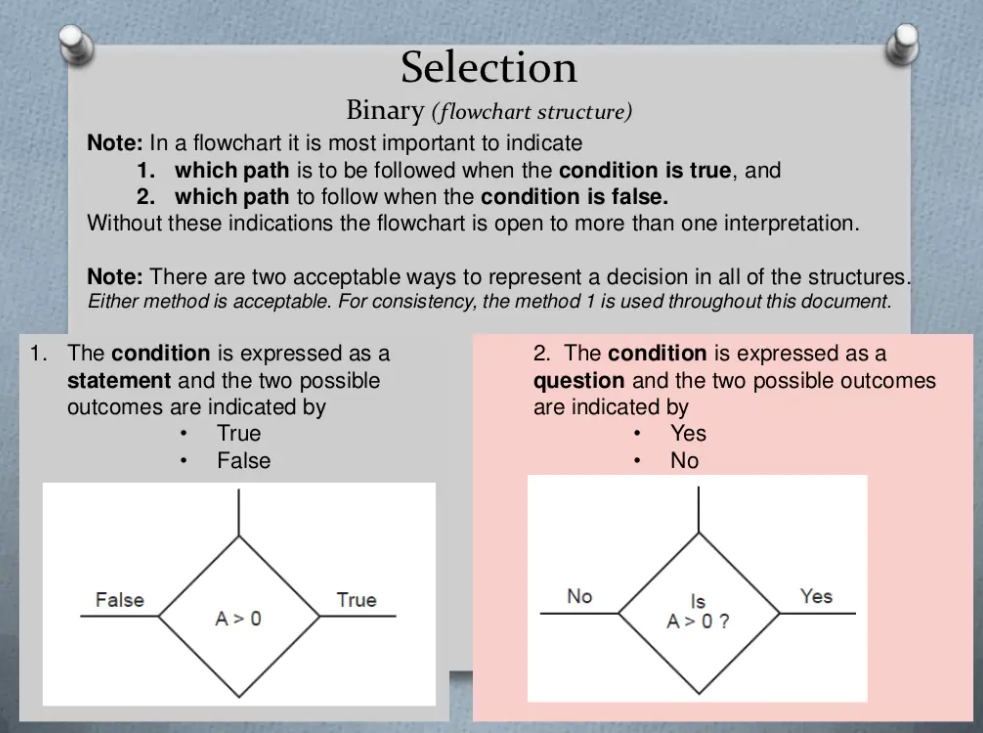 Selection
Binary (flowchart structure)
Note: In a flowchart it is most important to indicate
1. which path is to be followed when the condition is true, and
2. which path to follow when the condition is false.
Without these indications the flowchart is open to more than one interpretation.
Note: There are two acceptable ways to represent a decision in all of the structures.
Either method is acceptable. For consistency, the method 1 is used throughout this document.
1. The condition is expressed as a
statement and the two possible
outcomes are indicated by
• True
• False
False
A > 0
True
2. The condition is expressed as a
question and the two possible outcomes
are indicated by
• Yes
• No
No
Is
A > 0 ?
Yes